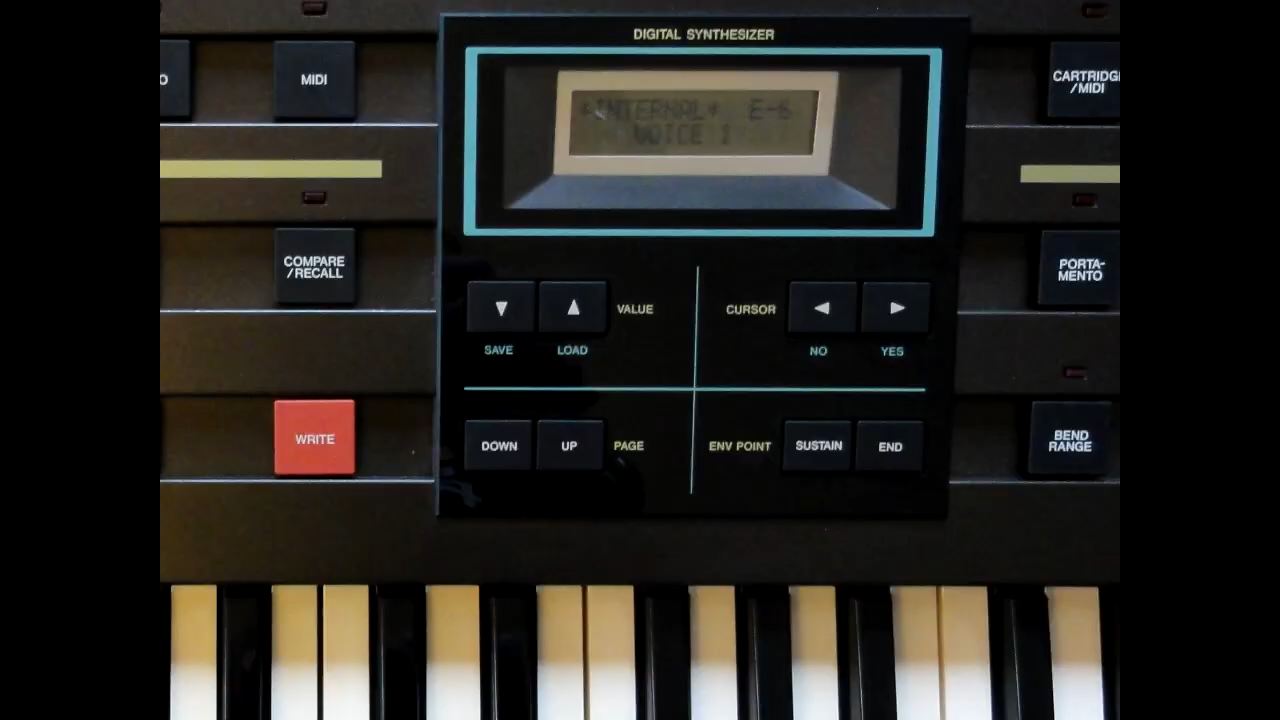 DIGITAL SYNTHESIZER
MIDI
CARTRIDG
/MIDI
*INTERNAL* E-6
VOICE 1
COMPARE
/RECALL
PORTA-
MENTO
▼ ▲ VALUE
CURSOR ◀ ▶
SAVE LOAD
NO YES
WRITE
DOWN UP PAGE
ENV POINT SUSTAIN END
BEND
RANGE